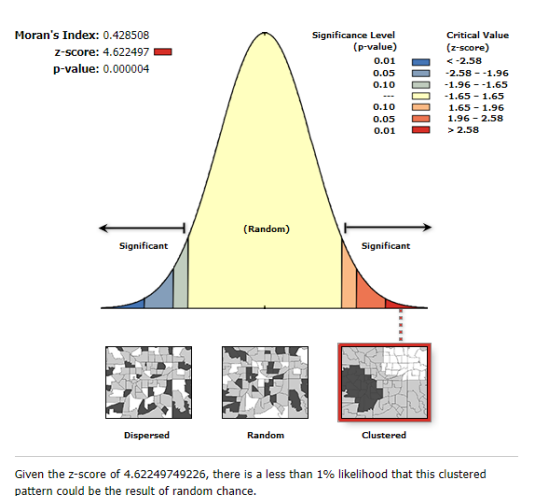 Moran's Index: 0.428508
z-score: 4.622497
p-value: 0.000004
Significance Level
(p-value)
Critical Value
(z-score)
0.01 < -2.58
0.05 -2.58 - -1.96
0.10 -1.96 - -1.65
--- -1.65 - 1.65
0.10 1.65 - 1.96
0.05 1.96 - 2.58
0.01 > 2.58
(Random)
Significant
Significant
Dispersed
Random
Clustered
Given the z-score of 4.62249749226, there is a less than 1% likelihood that this clustered
pattern could be the result of random chance.